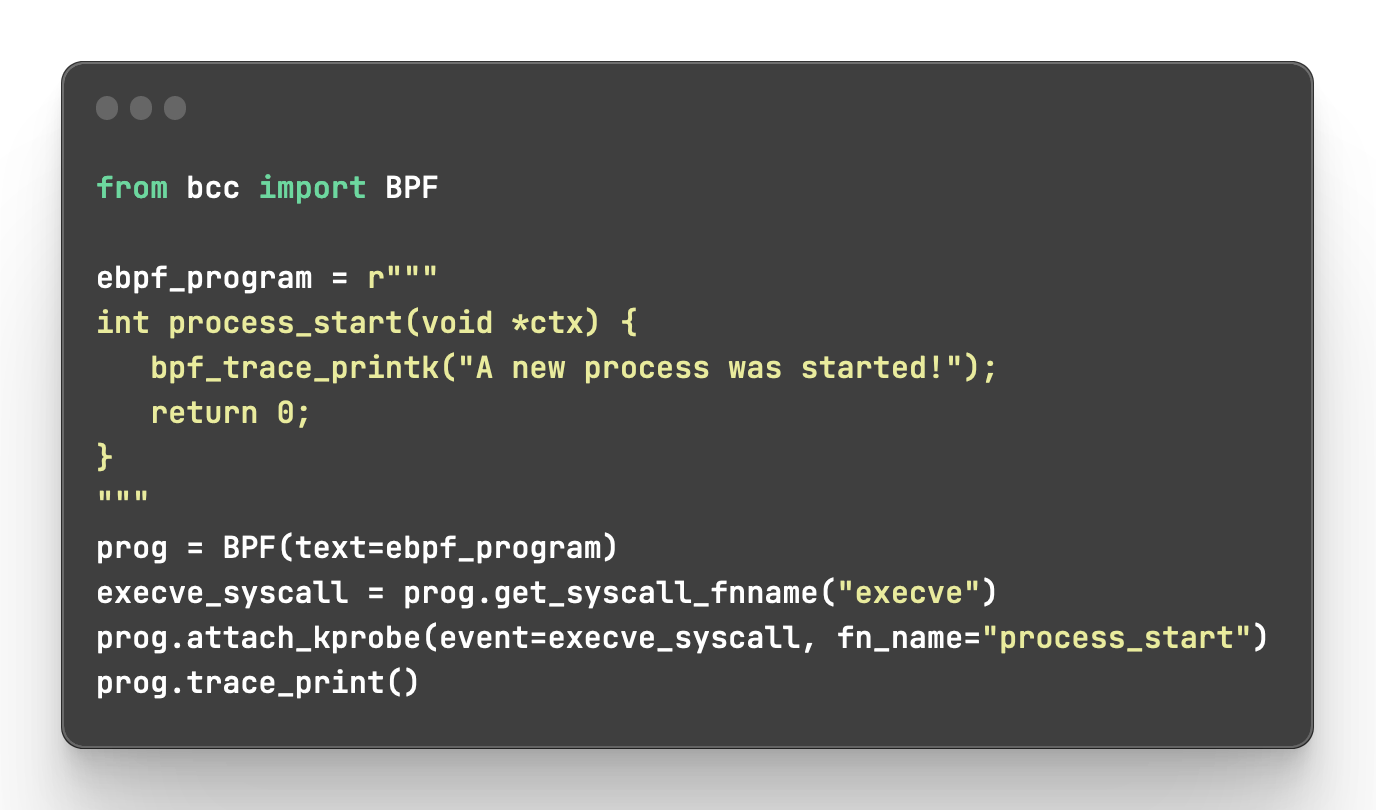 from bcc import BPF

ebpf_program = r"""
int process_start(void *ctx) {
   bpf_trace_printk("A new process was started!");
   return 0;
}
"""
prog = BPF(text=ebpf_program)
execve_syscall = prog.get_syscall_fnname("execve")
prog.attach_kprobe(event=execve_syscall, fn_name="process_start")
prog.trace_print()